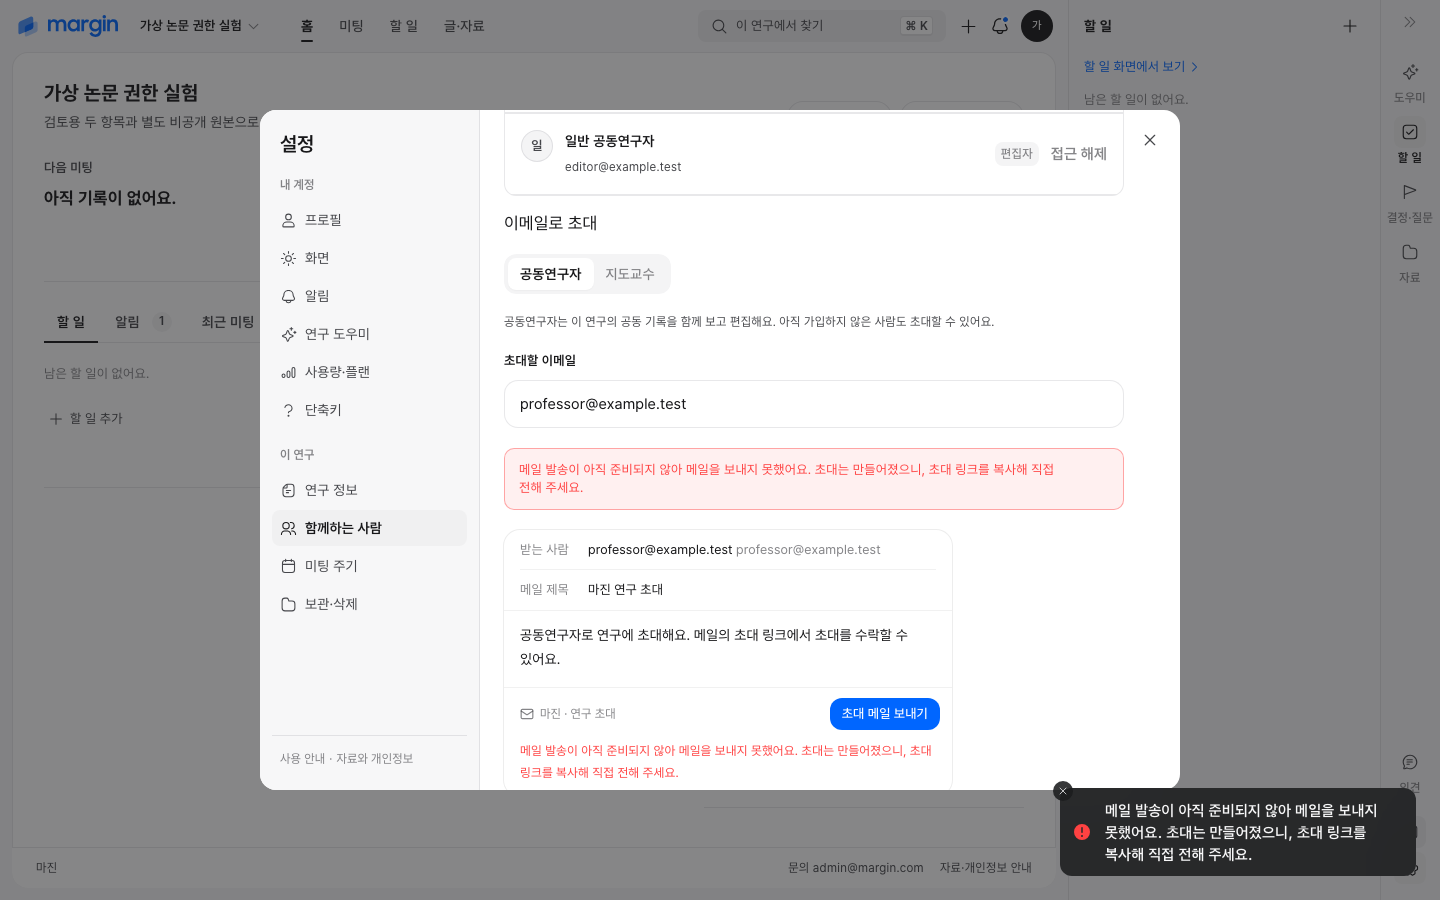 margin
가상 논문 권한 실험
홈
미팅
할 일
글·자료
이 연구에서 찾기
⌘ K
가
할 일
할 일 화면에서 보기
남은 할 일이 없어요.
도우미
할 일
결정·질문
자료
가상 논문 권한 실험
검토용 두 항목과 별도 비공개 원본으로
다음 미팅
아직 기록이 없어요.
할 일
알림 1
최근 미팅
남은 할 일이 없어요.
할 일 추가
설정
내 계정
프로필
화면
알림
연구 도우미
사용량·플랜
단축키
이 연구
연구 정보
함께하는 사람
미팅 주기
보관·삭제
사용 안내 · 자료와 개인정보
일
일반 공동연구자
editor@example.test
편집자
접근 해제
이메일로 초대
공동연구자
지도교수
공동연구자는 이 연구의 공동 기록을 함께 보고 편집해요. 아직 가입하지 않은 사람도 초대할 수 있어요.
초대할 이메일
professor@example.test
메일 발송이 아직 준비되지 않아 메일을 보내지 못했어요. 초대는 만들어졌으니, 초대 링크를 복사해 직접
전해 주세요.
받는 사람 professor@example.test professor@example.test
메일 제목 마진 연구 초대
공동연구자로 연구에 초대해요. 메일의 초대 링크에서 초대를 수락할 수
있어요.
마진 · 연구 초대
초대 메일 보내기
메일 발송이 아직 준비되지 않아 메일을 보내지 못했어요. 초대는 만들어졌으니, 초대
링크를 복사해 직접 전해 주세요.
메일 발송이 아직 준비되지 않아 메일을 보내지
못했어요. 초대는 만들어졌으니, 초대 링크를
복사해 직접 전해 주세요.
마진
문의 admin@margin.com
자료·개인정보 안내